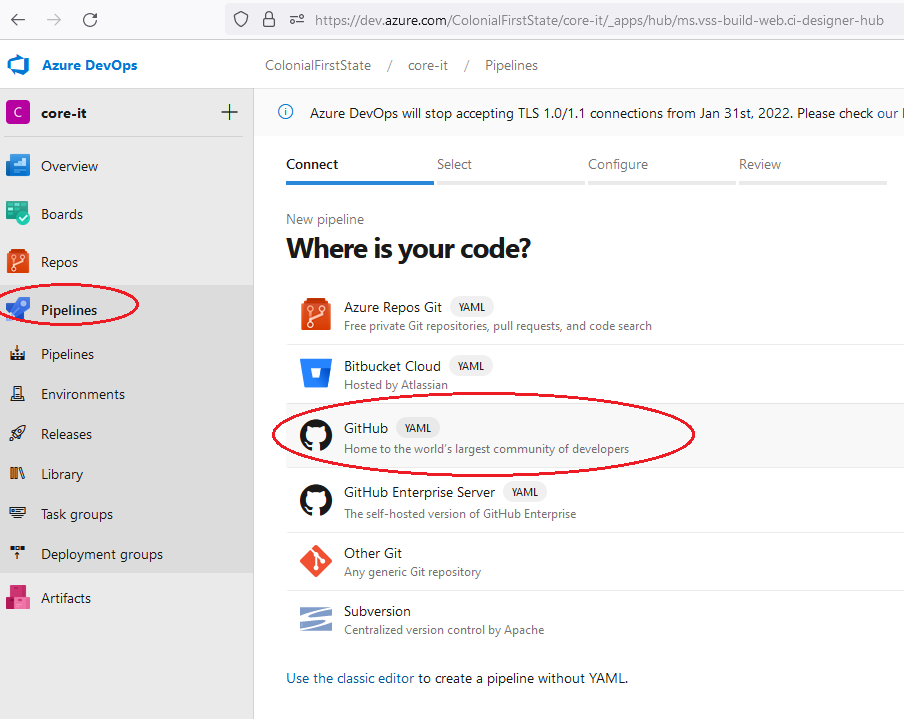 https://dev.azure.com/ColonialFirstState/core-it/_apps/hub/ms.vss-build-web.ci-designer-hub
Azure DevOps
ColonialFirstState / core-it / Pipelines
C core-it +
Overview
Boards
Repos
Pipelines
Pipelines
Environments
Releases
Library
Task groups
Deployment groups
Artifacts
Azure DevOps will stop accepting TLS 1.0/1.1 connections from Jan 31st, 2022. Please check our
Connect Select Configure Review
New pipeline
Where is your code?
Azure Repos Git YAML
Free private Git repositories, pull requests, and code search
Bitbucket Cloud YAML
Hosted by Atlassian
GitHub YAML
Home to the world's largest community of developers
GitHub Enterprise Server YAML
The self-hosted version of GitHub Enterprise
Other Git
Any generic Git repository
Subversion
Centralized version control by Apache
Use the classic editor to create a pipeline without YAML.